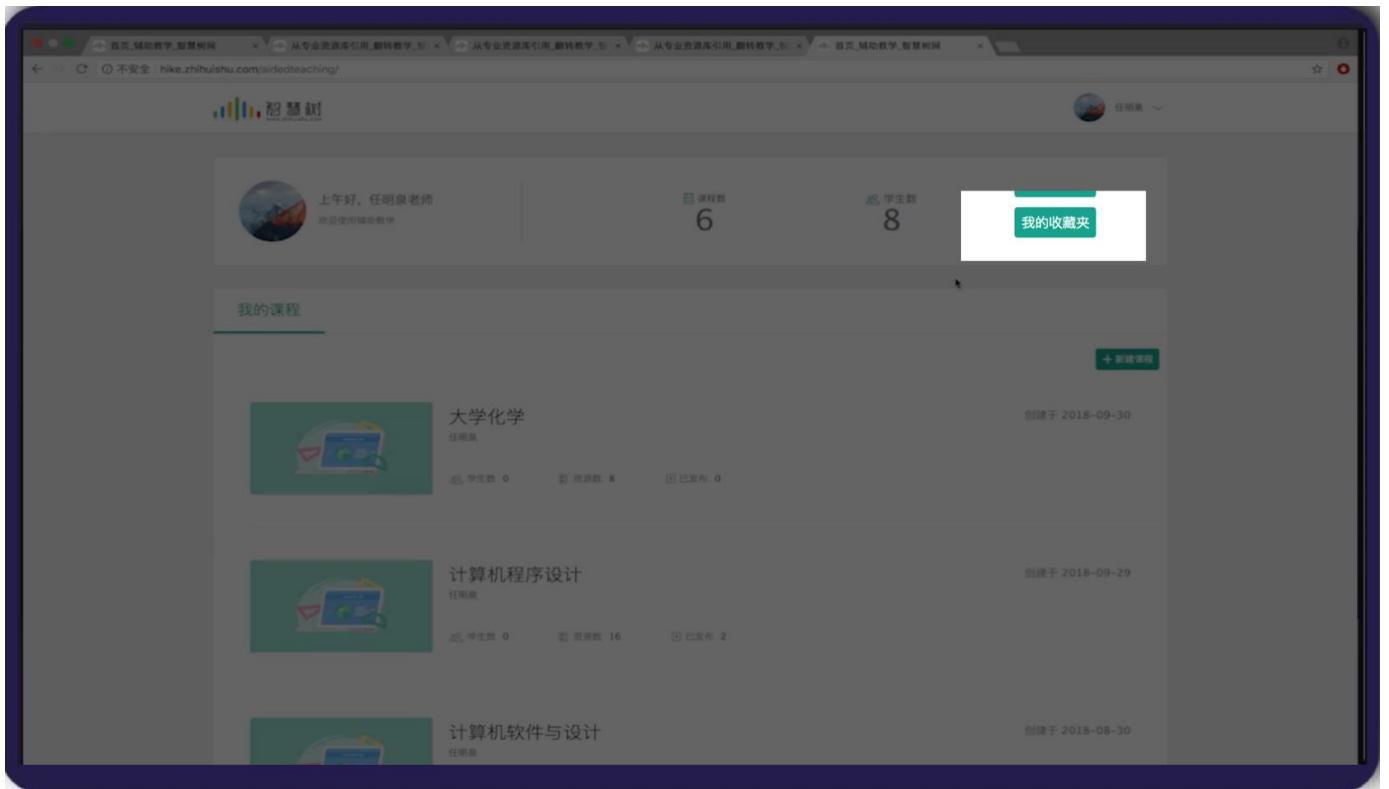 首页_辅助教学_智慧树网
从专业资源库引用_翻转教学_
从专业资源库引用_翻转教学_
从专业资源库引用_翻转教学_
首页_辅助教学_智慧树网
不安全 hike.zhihuishu.com/aidedteaching/
智慧树
任明泉
上午好，任明泉老师
欢迎使用辅助教学
课程数
6
学生数
8
我的收藏夹
我的课程
+ 新建课程
大学化学
创建于 2018-09-30
任明泉
学生数 0 资源数 8 已发布 0
计算机程序设计
创建于 2018-09-29
任明泉
学生数 0 资源数 16 已发布 2
计算机软件与设计
创建于 2018-08-30
任明泉